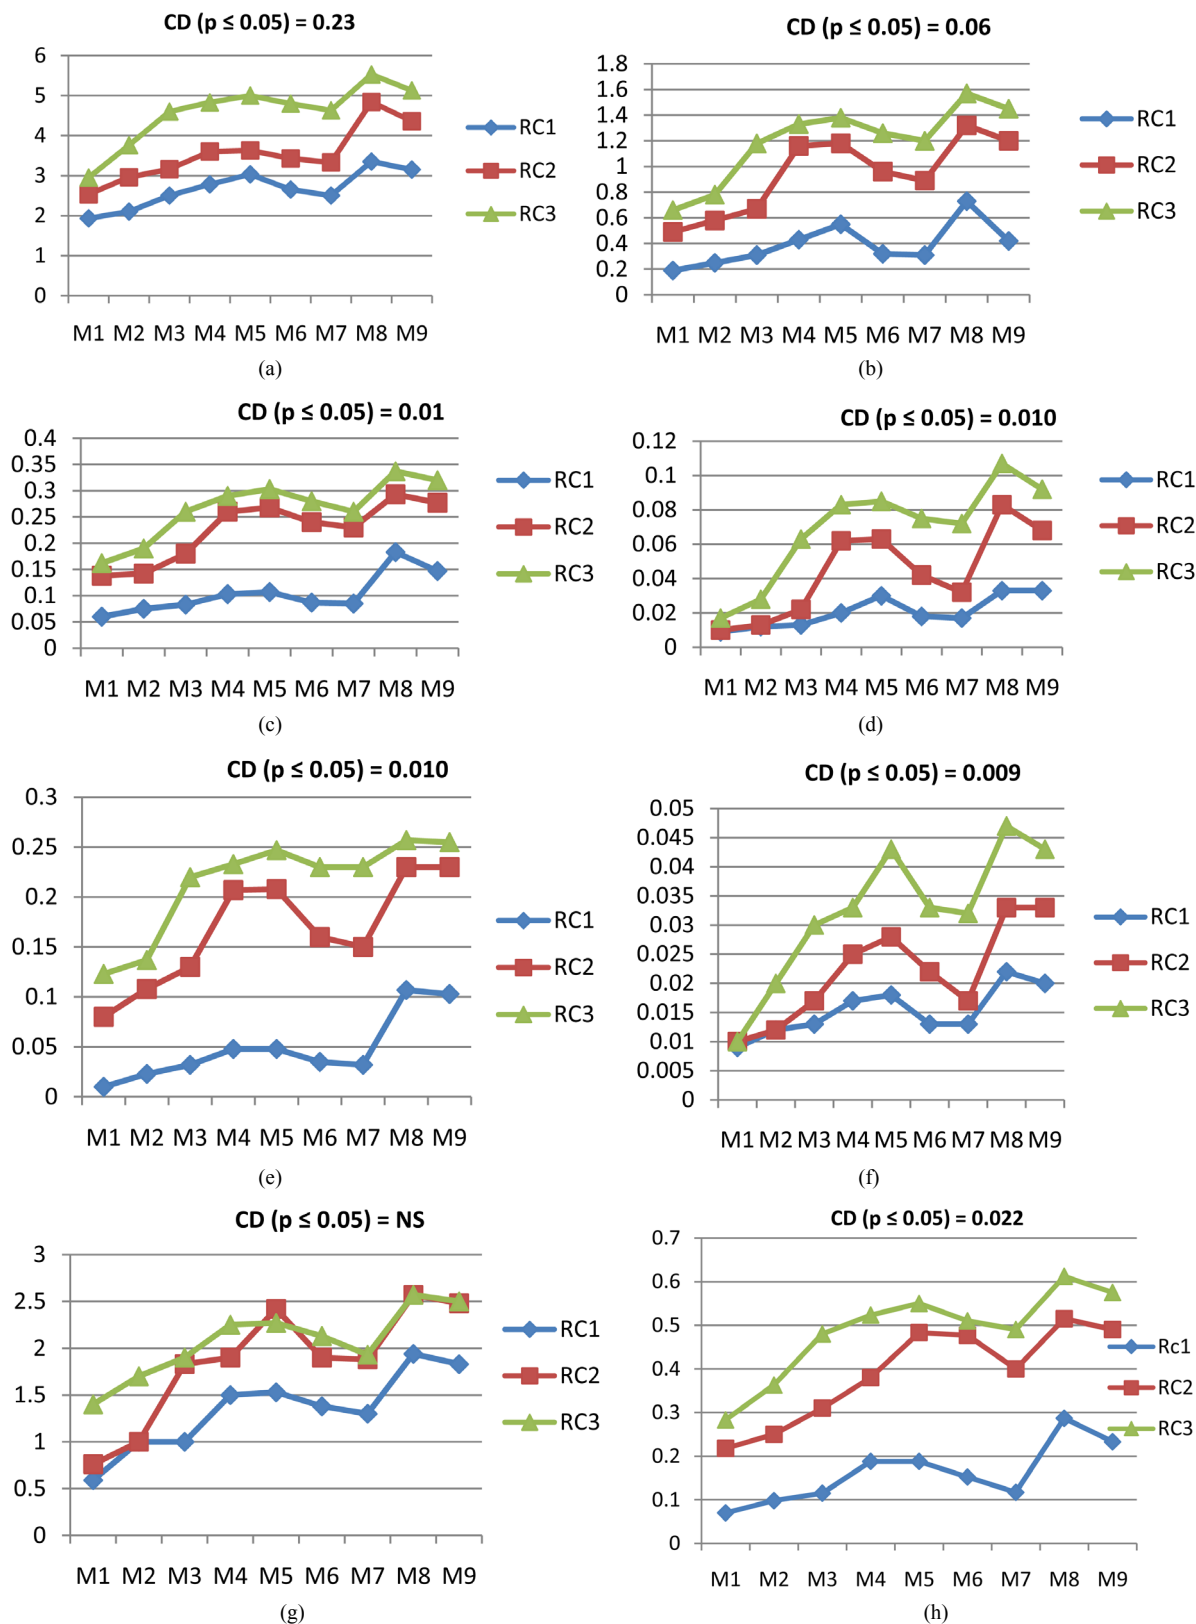 CD (p ≤ 0.05) = 0.23
6
5
4
3
2
1
0
M1 M2 M3 M4 M5 M6 M7 M8 M9
RC1
RC2
RC3
(a)
CD (p ≤ 0.05) = 0.06
1.8
1.6
1.4
1.2
1
0.8
0.6
0.4
0.2
0
M1 M2 M3 M4 M5 M6 M7 M8 M9
RC1
RC2
RC3
(b)
CD (p ≤ 0.05) = 0.01
0.4
0.35
0.3
0.25
0.2
0.15
0.1
0.05
0
M1 M2 M3 M4 M5 M6 M7 M8 M9
RC1
RC2
RC3
(c)
CD (p ≤ 0.05) = 0.010
0.12
0.1
0.08
0.06
0.04
0.02
0
M1 M2 M3 M4 M5 M6 M7 M8 M9
RC1
RC2
RC3
(d)
CD (p ≤ 0.05) = 0.010
0.3
0.25
0.2
0.15
0.1
0.05
0
M1 M2 M3 M4 M5 M6 M7 M8 M9
RC1
RC2
RC3
(e)
CD (p ≤ 0.05) = 0.009
0.05
0.045
0.04
0.035
0.03
0.025
0.02
0.015
0.01
0.005
0
M1 M2 M3 M4 M5 M6 M7 M8 M9
RC1
RC2
RC3
(f)
CD (p ≤ 0.05) = NS
3
2.5
2
1.5
1
0.5
0
M1 M2 M3 M4 M5 M6 M7 M8 M9
RC1
RC2
RC3
(g)
CD (p ≤ 0.05) = 0.022
0.7
0.6
0.5
0.4
0.3
0.2
0.1
0
M1 M2 M3 M4 M5 M6 M7 M8 M9
Rc1
RC2
RC3
(h)